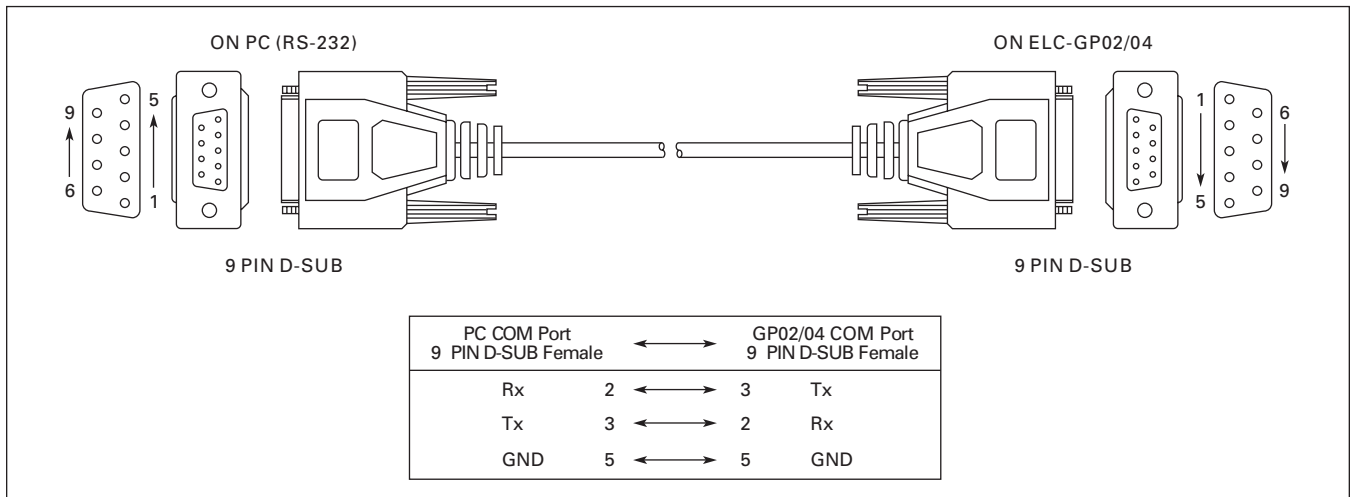 ON PC (RS-232)
ON ELC-GP02/04
9
5
6
1
1
6
5
9
9 PIN D-SUB
9 PIN D-SUB
PC COM Port
9 PIN D-SUB Female
GP02/04 COM Port
9 PIN D-SUB Female
Rx 2 3 Tx
Tx 3 2 Rx
GND 5 5 GND